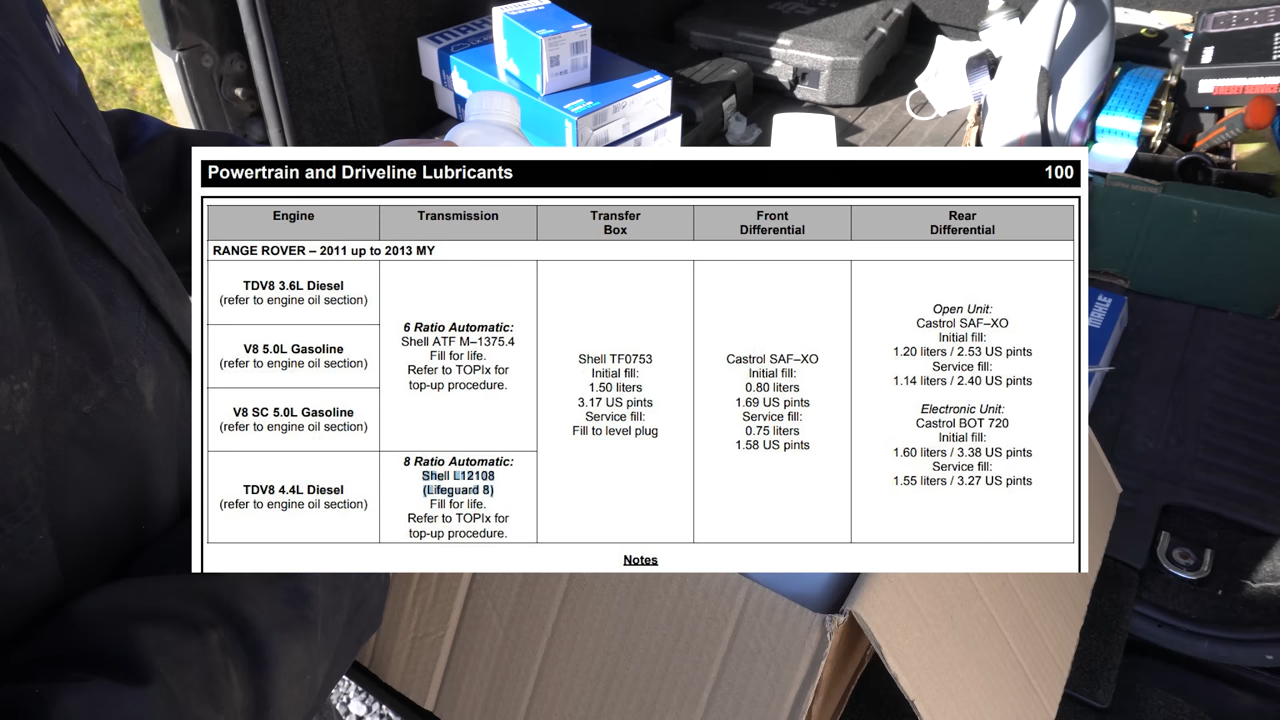 MAHLE
Powertrain and Driveline Lubricants 100
Engine Transmission Transfer Box Front Differential Rear Differential
RANGE ROVER – 2011 up to 2013 MY
TDV8 3.6L Diesel
(refer to engine oil section)
V8 5.0L Gasoline
(refer to engine oil section)
V8 SC 5.0L Gasoline
(refer to engine oil section)
TDV8 4.4L Diesel
(refer to engine oil section)
6 Ratio Automatic:
Shell ATF M–1375.4
Fill for life.
Refer to TOPIx for
top-up procedure.
8 Ratio Automatic:
Shell L12108
(Lifeguard 8)
Fill for life.
Refer to TOPIx for
top-up procedure.
Shell TF0753
Initial fill:
1.50 liters
3.17 US pints
Service fill:
Fill to level plug
Castrol SAF–XO
Initial fill:
0.80 liters
1.69 US pints
Service fill:
0.75 liters
1.58 US pints
Open Unit:
Castrol SAF–XO
Initial fill:
1.20 liters / 2.53 US pints
Service fill:
1.14 liters / 2.40 US pints
Electronic Unit:
Castrol BOT 720
Initial fill:
1.60 liters / 3.38 US pints
Service fill:
1.55 liters / 3.27 US pints
Notes
MAHLE